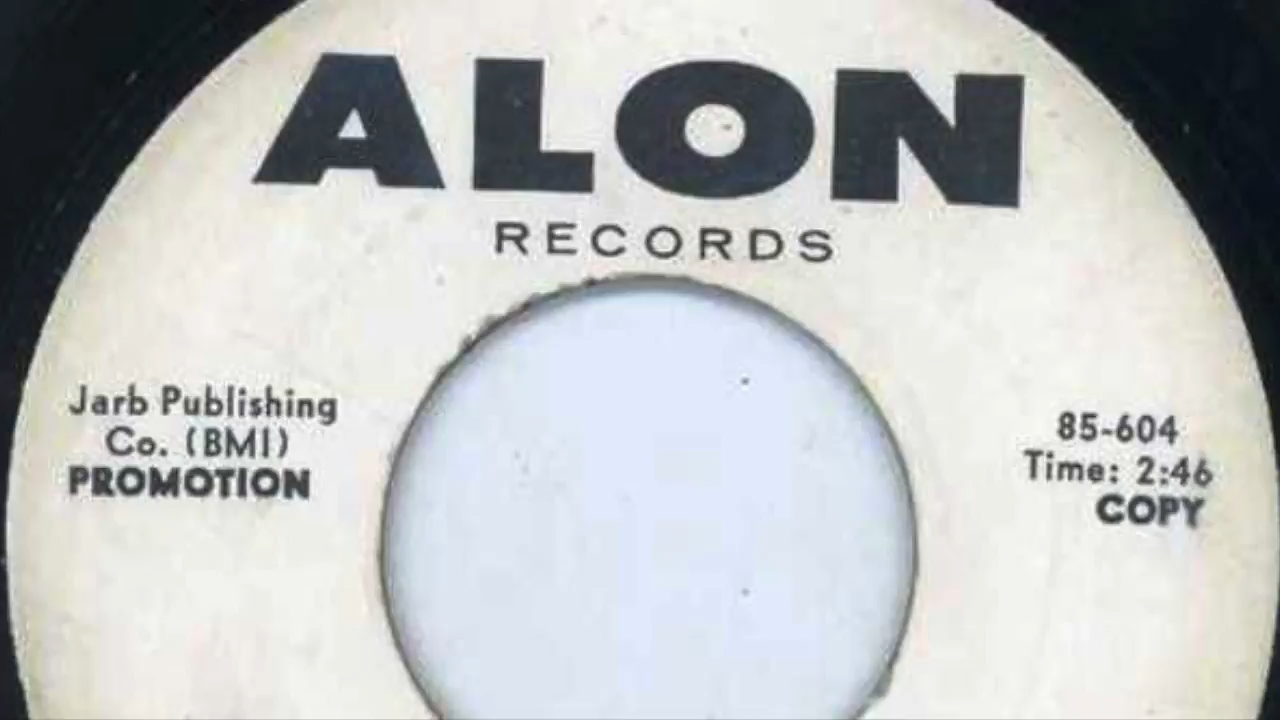 ALON
RECORDS
Jarb Publishing
Co. (BMI)
PROMOTION
85-604
Time: 2:46
COPY